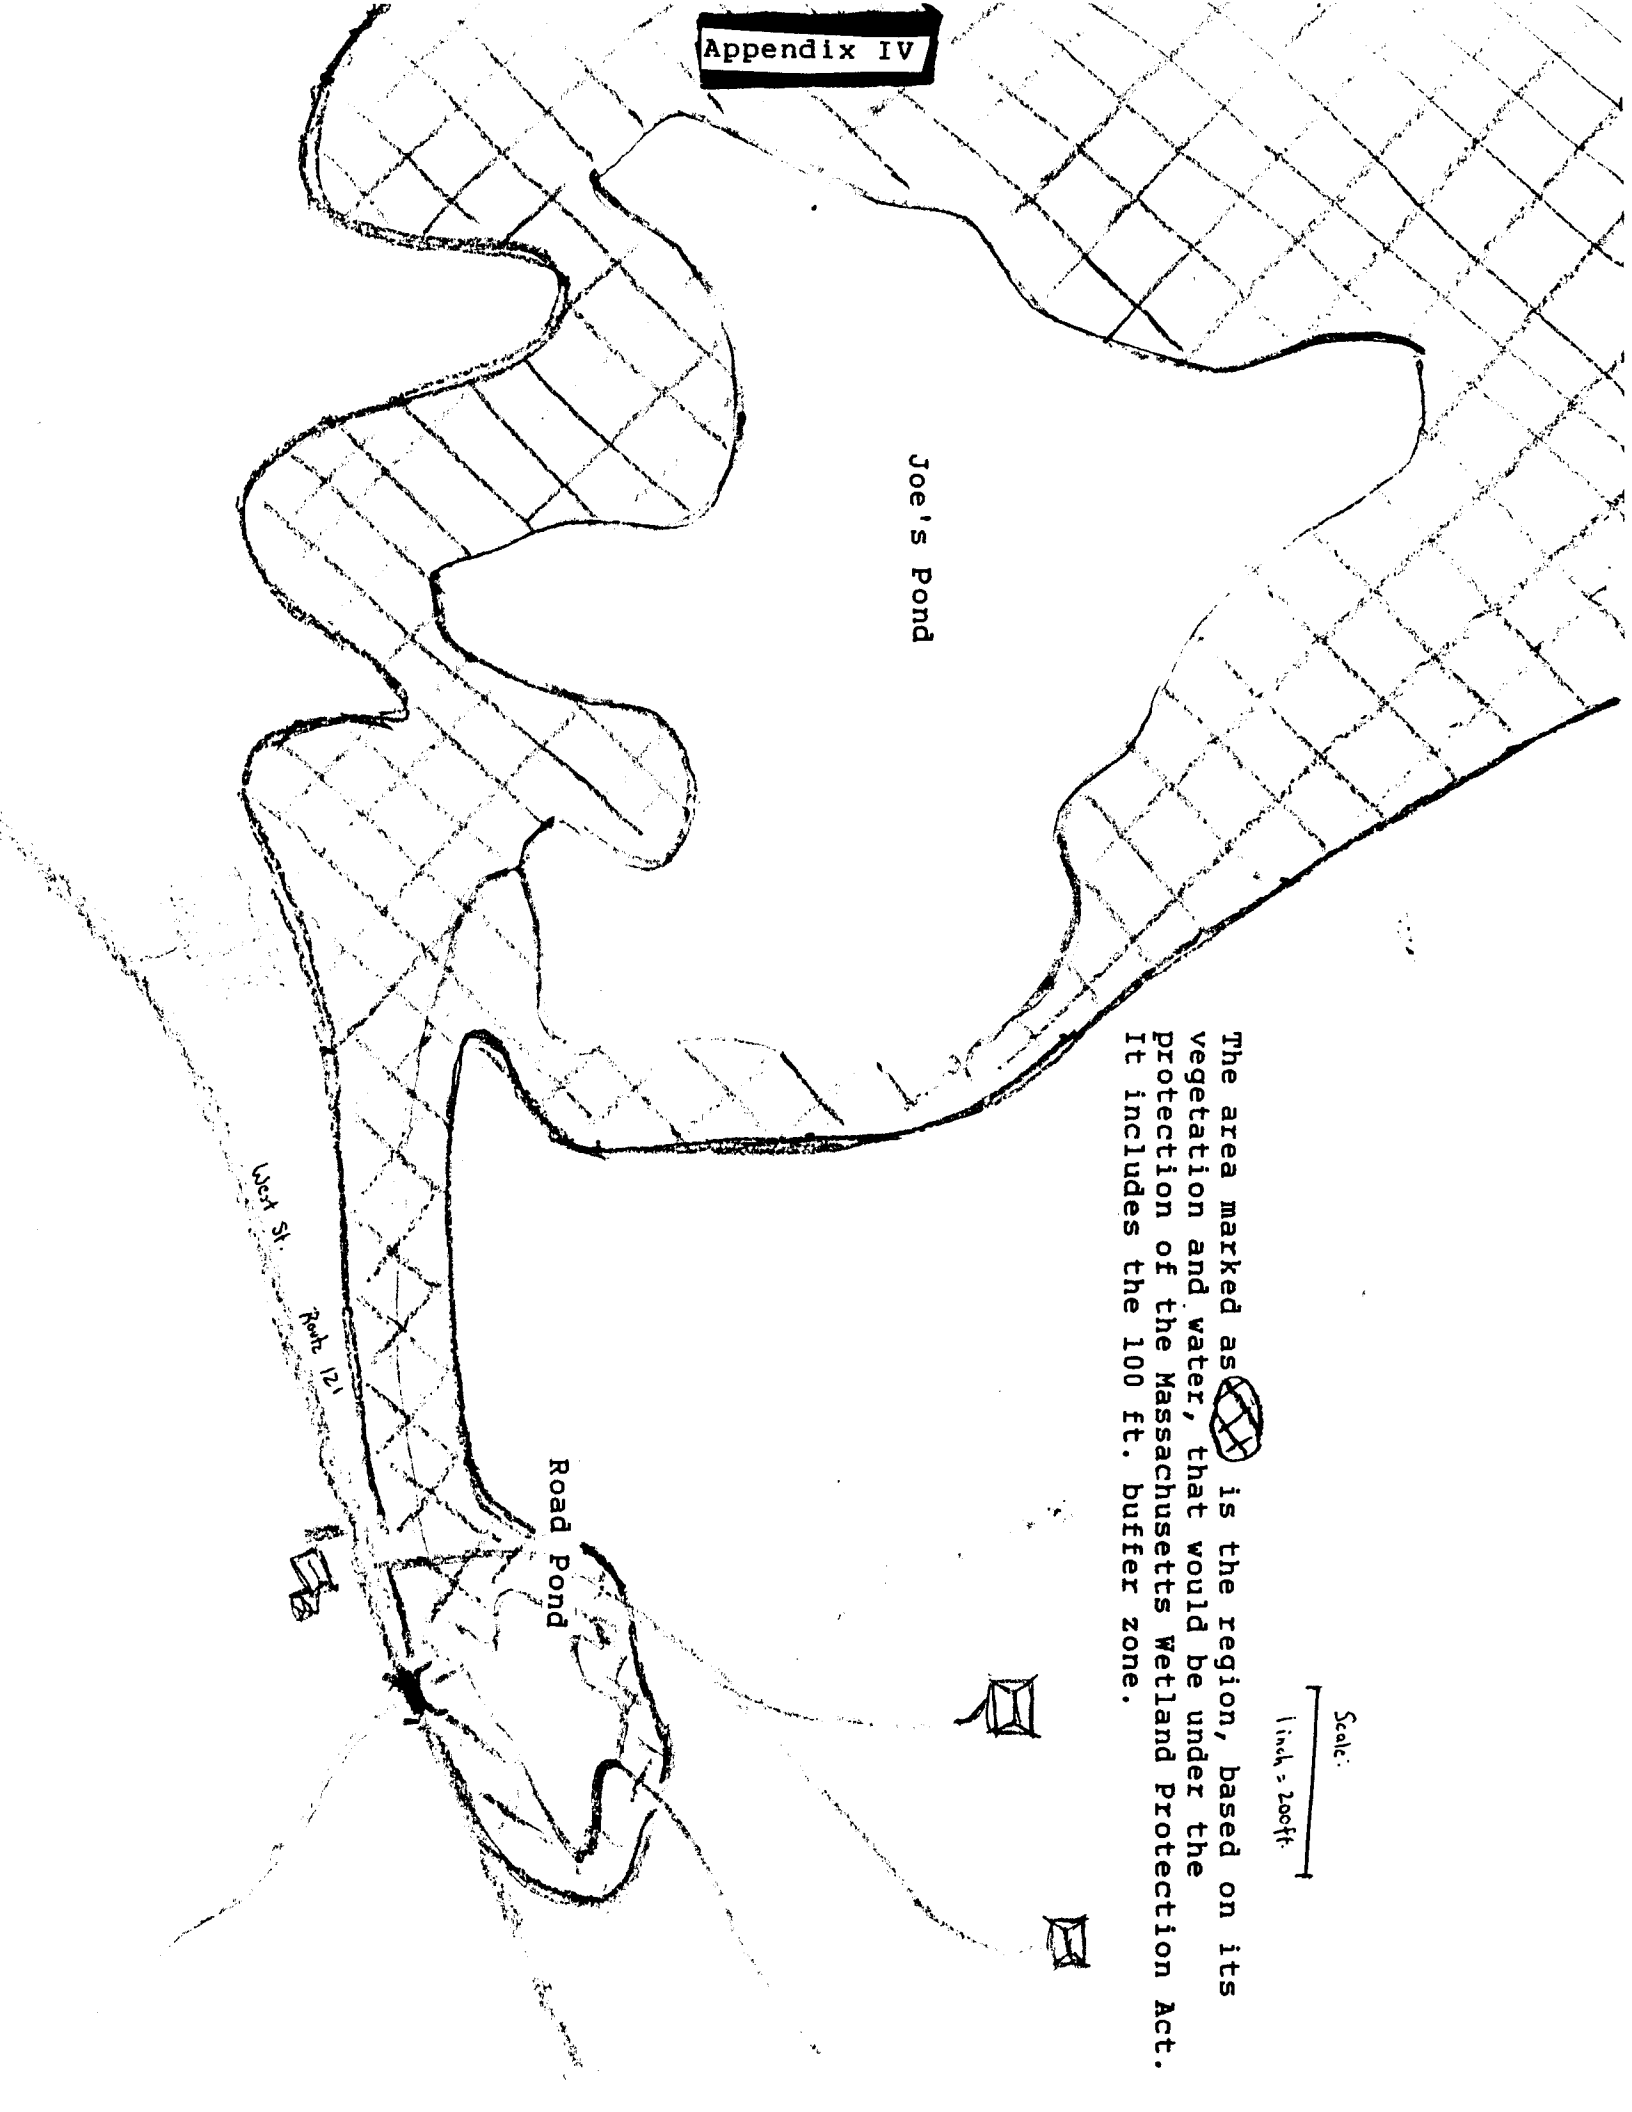 Appendix IV
Joe's Pond
The area marked as is the region, based on its
vegetation and water, that would be under the
protection of the Massachusetts Wetland Protection Act.
It includes the 100 ft. buffer zone.
Scale:
1 inch = 200ft.
West St.
Route 121
Road Pond